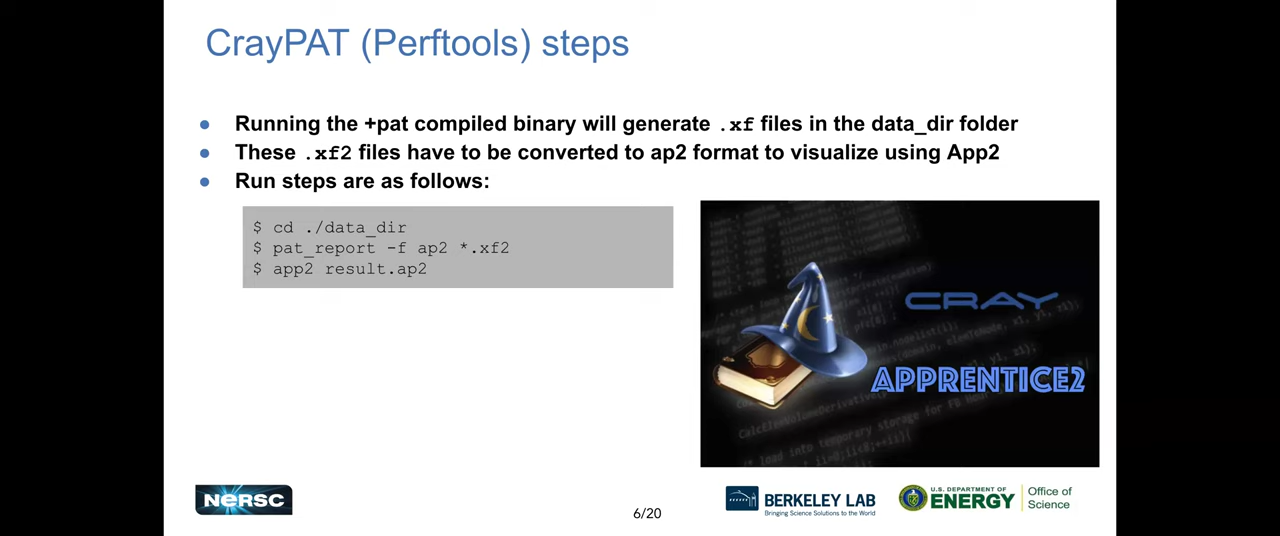 CrayPAT (Perftools) steps
● Running the +pat compiled binary will generate .xf files in the data_dir folder
● These .xf2 files have to be converted to ap2 format to visualize using App2
● Run steps are as follows:
$ cd ./data_dir
$ pat_report -f ap2 *.xf2
$ app2 result.ap2
CRAY
APPRENTICE2
NERSC
6/20
BERKELEY LAB
Bringing Science Solutions to the World
U.S. DEPARTMENT OF
ENERGY
Office of
Science